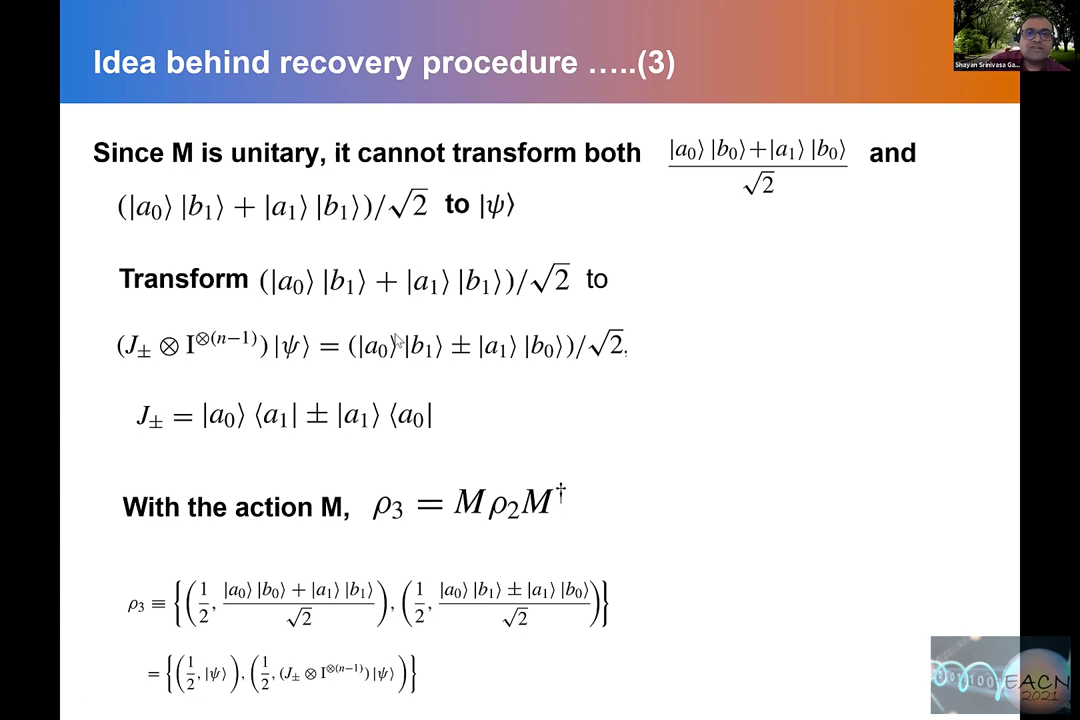 Idea behind recovery procedure …..(3)
Shayan Srinivasa Ga...
Since M is unitary, it cannot transform both (|a₀⟩ |b₀⟩+|a₁⟩ |b₀⟩)/√2 and
(|a₀⟩ |b₁⟩ + |a₁⟩ |b₁⟩)/√2 to |ψ⟩
Transform (|a₀⟩ |b₁⟩ + |a₁⟩ |b₁⟩)/√2 to
(J± ⊗ I^⊗(n−1)) |ψ⟩ = (|a₀⟩ |b₁⟩ ± |a₁⟩ |b₀⟩)/√2;
J± = |a₀⟩ ⟨a₁| ± |a₁⟩ ⟨a₀|
With the action M, ρ₃ = Mρ₂M†
ρ₃ ≡ {(1/2, (|a₀⟩ |b₀⟩ + |a₁⟩ |b₁⟩)/√2), (1/2, (|a₀⟩ |b₁⟩ ± |a₁⟩ |b₀⟩)/√2)}
= {(1/2, |ψ⟩), (1/2, (J± ⊗ I^⊗(n−1)) |ψ⟩)}
EACN
2021